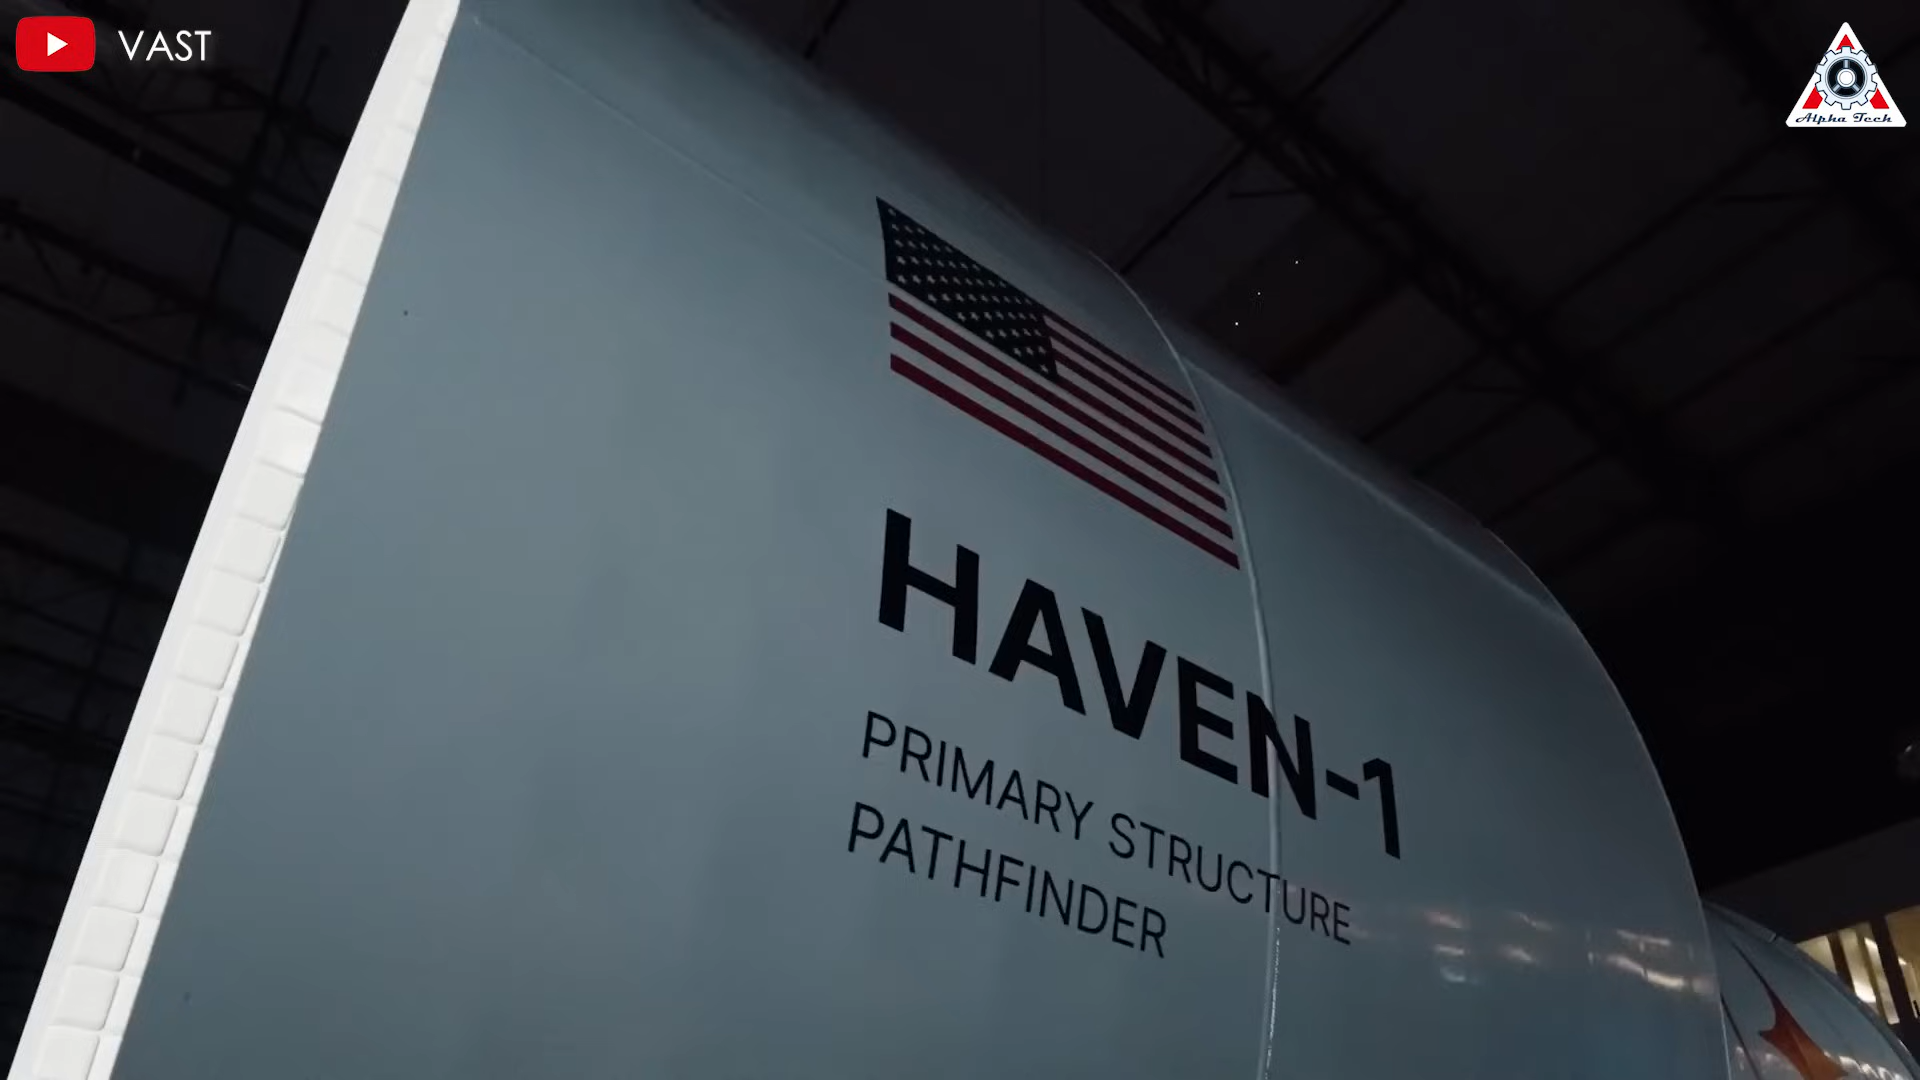 VAST
Alpha Tech
HAVEN-1
PRIMARY STRUCTURE
PATHFINDER